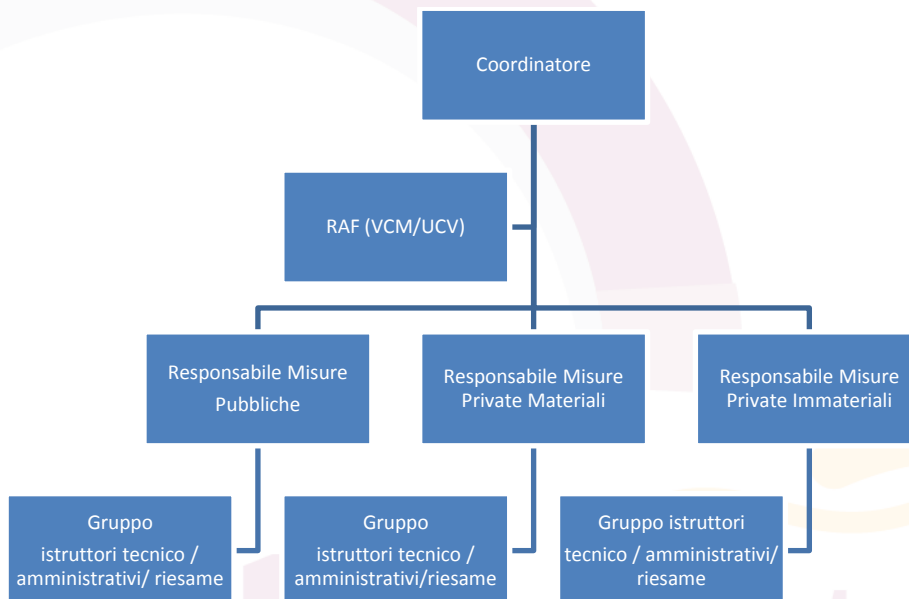 Coordinatore
RAF (VCM/UCV)
Responsabile Misure
Pubbliche
Responsabile Misure
Private Materiali
Responsabile Misure
Private Immateriali
Gruppo
istruttori tecnico /
amministrativi/ riesame
Gruppo
istruttori tecnico /
amministrativi/riesame
Gruppo istruttori
tecnico / amministrativi/
riesame